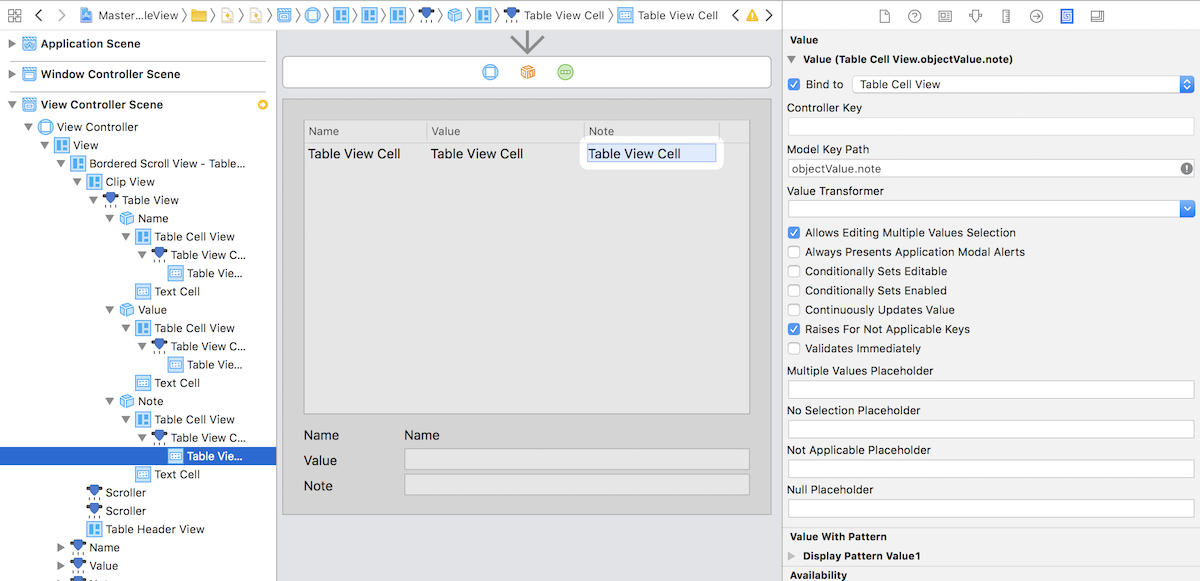 Master...leView
Table View Cell
Table View Cell
Application Scene
Window Controller Scene
View Controller Scene
View Controller
View
Bordered Scroll View - Table...
Clip View
Table View
Name
Table Cell View
Table View C...
Table Vie...
Text Cell
Value
Table Cell View
Table View C...
Table Vie...
Text Cell
Note
Table Cell View
Table View C...
Table Vie...
Text Cell
Scroller
Scroller
Table Header View
Name
Value
Name Value Note
Table View Cell Table View Cell Table View Cell
Name Name
Value
Note
Value
Value (Table Cell View.objectValue.note)
Bind to Table Cell View
Controller Key
Model Key Path
objectValue.note
Value Transformer
Allows Editing Multiple Values Selection
Always Presents Application Modal Alerts
Conditionally Sets Editable
Conditionally Sets Enabled
Continuously Updates Value
Raises For Not Applicable Keys
Validates Immediately
Multiple Values Placeholder
No Selection Placeholder
Not Applicable Placeholder
Null Placeholder
Value With Pattern
Display Pattern Value1
Availability